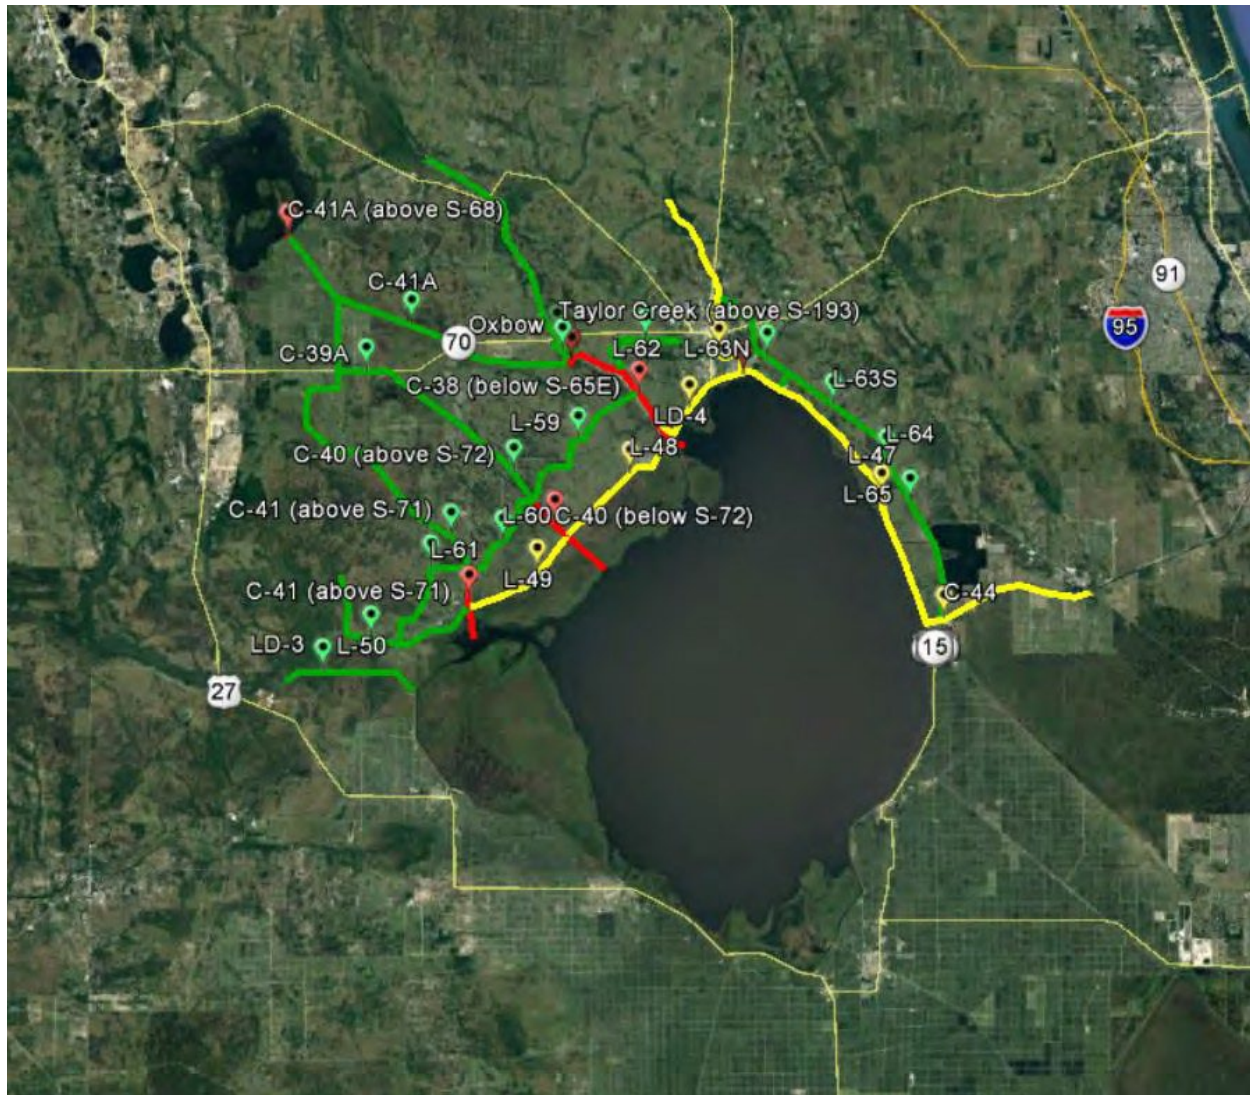 C-41A (above S-68)
91
C-41A
Taylor Creek (above S-193)
Oxbow
95
70
L-62
L-63N
C-39A
C-38 (below S-65E)
L-63S
L-59
LD-4
L-64
L-48
C-40 (above S-72)
L-47
L-65
C-41 (above S-71)
L-60
C-40 (below S-72)
L-61
L-49
C-41 (above S-71)
C-44
LD-3
L-50
15
27